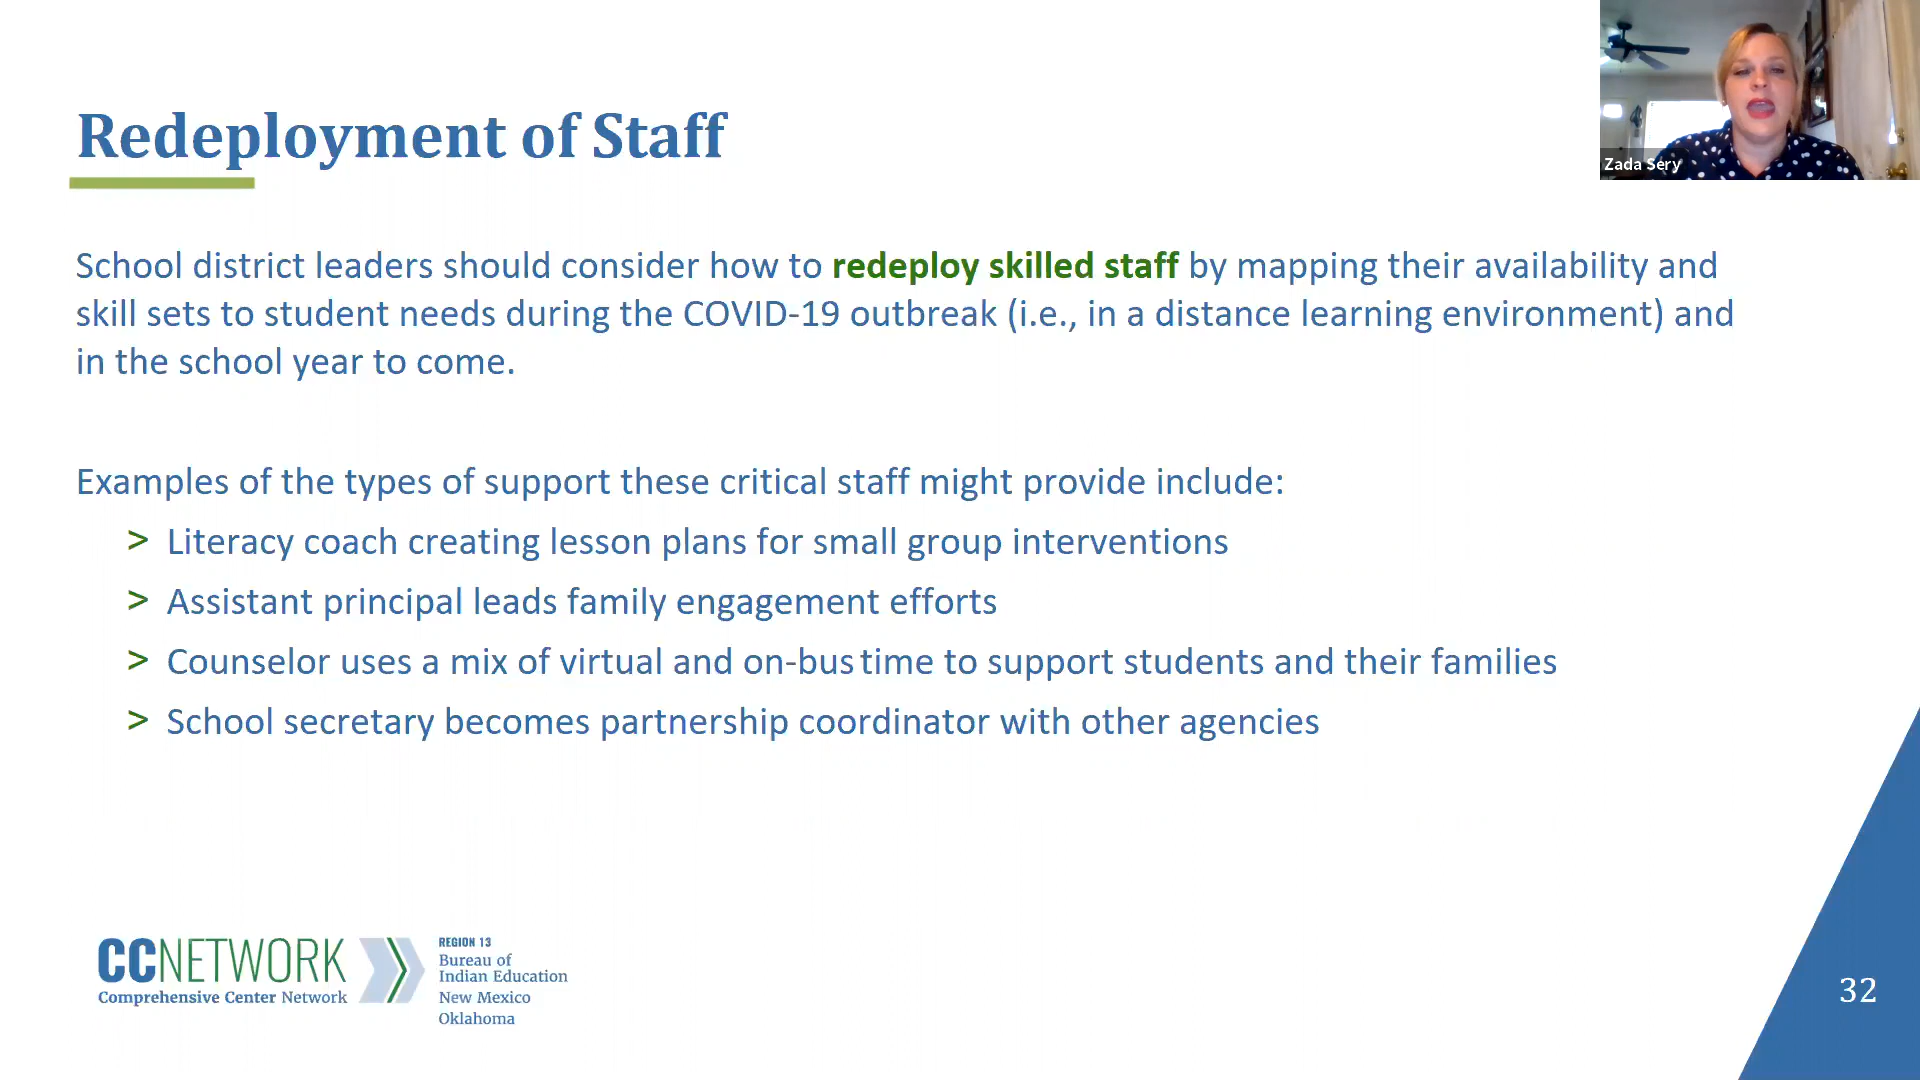 Redeployment of Staff
Zada Sery
School district leaders should consider how to redeploy skilled staff by mapping their availability and
skill sets to student needs during the COVID-19 outbreak (i.e., in a distance learning environment) and
in the school year to come.
Examples of the types of support these critical staff might provide include:
> Literacy coach creating lesson plans for small group interventions
> Assistant principal leads family engagement efforts
> Counselor uses a mix of virtual and on-bus time to support students and their families
> School secretary becomes partnership coordinator with other agencies
CCNETWORK
Comprehensive Center Network
REGION 13
Bureau of
Indian Education
New Mexico
Oklahoma
32